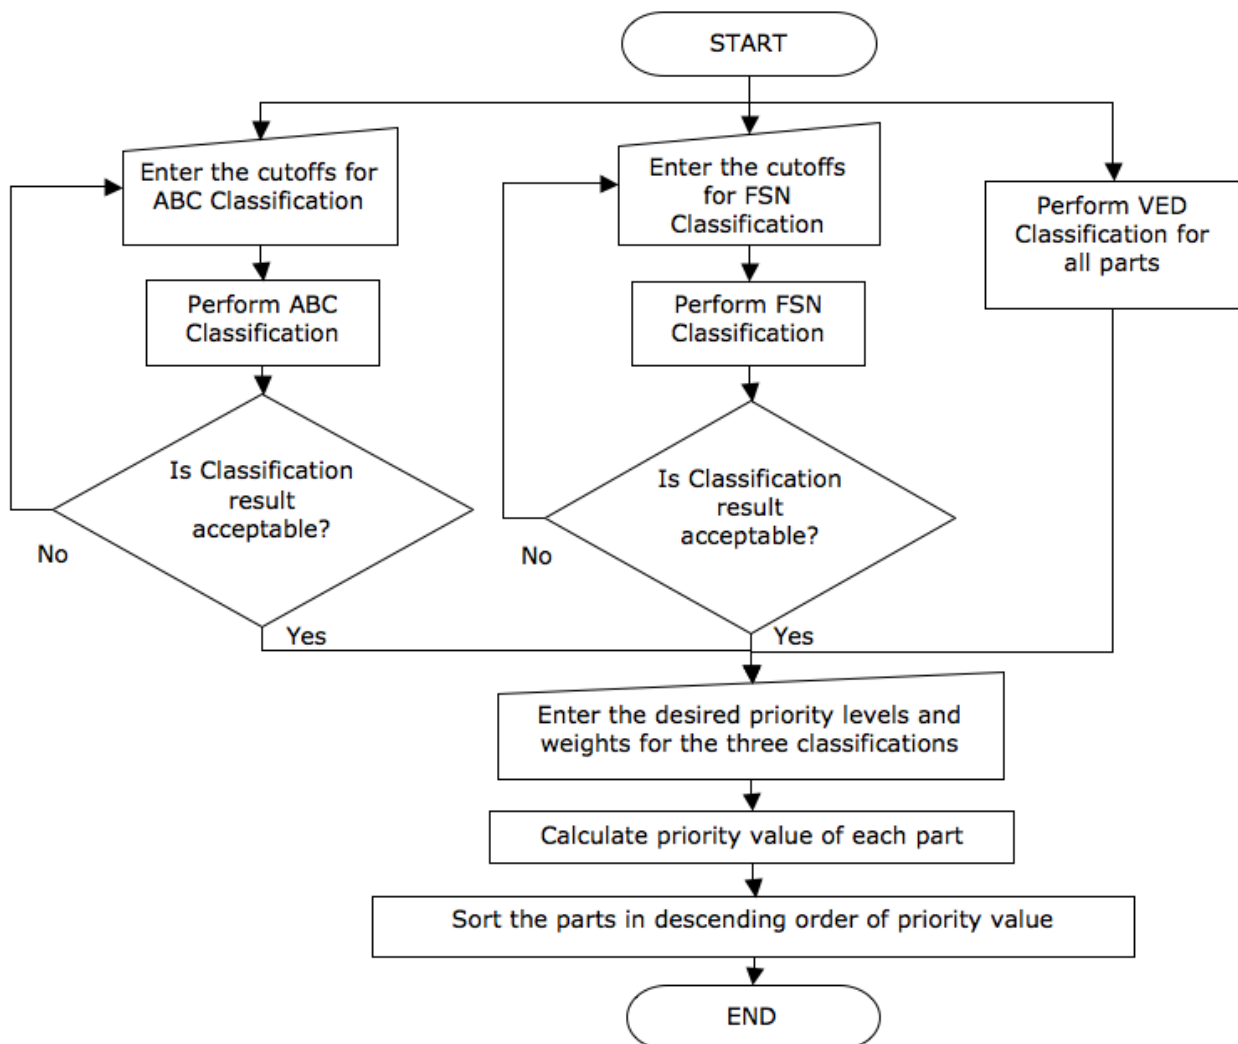 START
Enter the cutoffs for
ABC Classification
Enter the cutoffs
for FSN
Classification
Perform VED
Classification for
all parts
Perform ABC
Classification
Perform FSN
Classification
Is Classification
result
acceptable?
Is Classification
result
acceptable?
No
No
Yes
Yes
Enter the desired priority levels and
weights for the three classifications
Calculate priority value of each part
Sort the parts in descending order of priority value
END